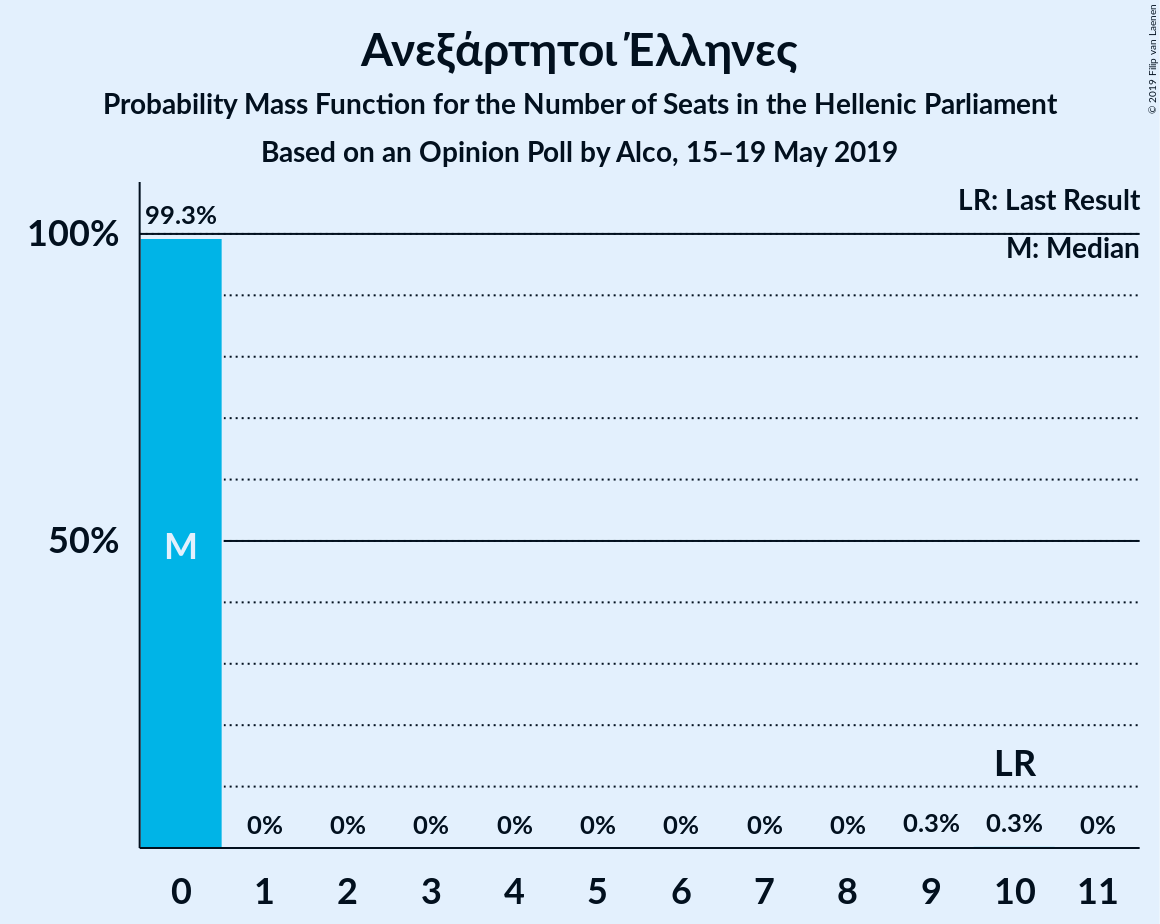 Ανεξάρτητοι Έλληνες
Probability Mass Function for the Number of Seats in the Hellenic Parliament
Based on an Opinion Poll by Alco, 15–19 May 2019
© 2019 Filip van Laenen
LR: Last Result
M: Median
99.3%
100%
50%
M
LR
0% 0% 0% 0% 0% 0% 0% 0% 0.3% 0.3% 0%
0 1 2 3 4 5 6 7 8 9 10 11